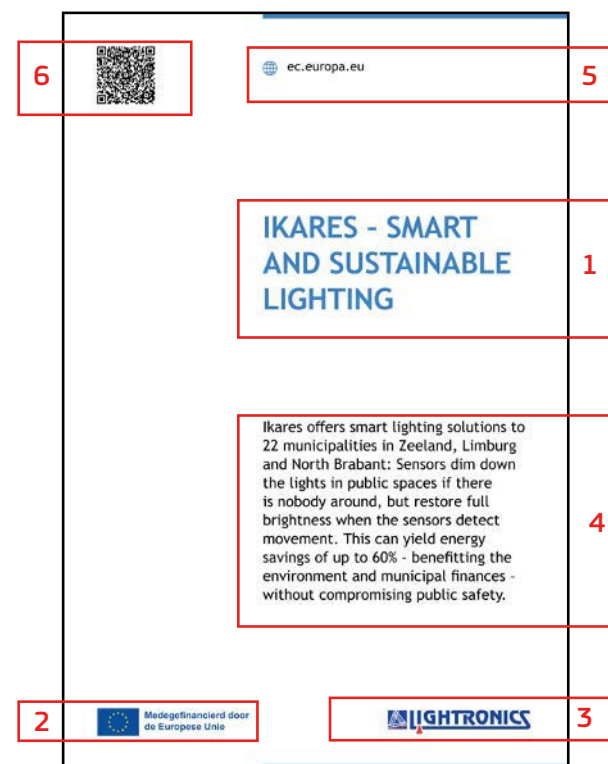 6
ec.europa.eu
5
IKARES - SMART
AND SUSTAINABLE
LIGHTING
1
Ikares offers smart lighting solutions to
22 municipalities in Zeeland, Limburg
and North Brabant: Sensors dim down
the lights in public spaces if there
is nobody around, but restore full
brightness when the sensors detect
movement. This can yield energy
savings of up to 60% - benefitting the
environment and municipal finances -
without compromising public safety.
4
2
Medegefinancierd door
de Europese Unie
LIGHTRONICS
3